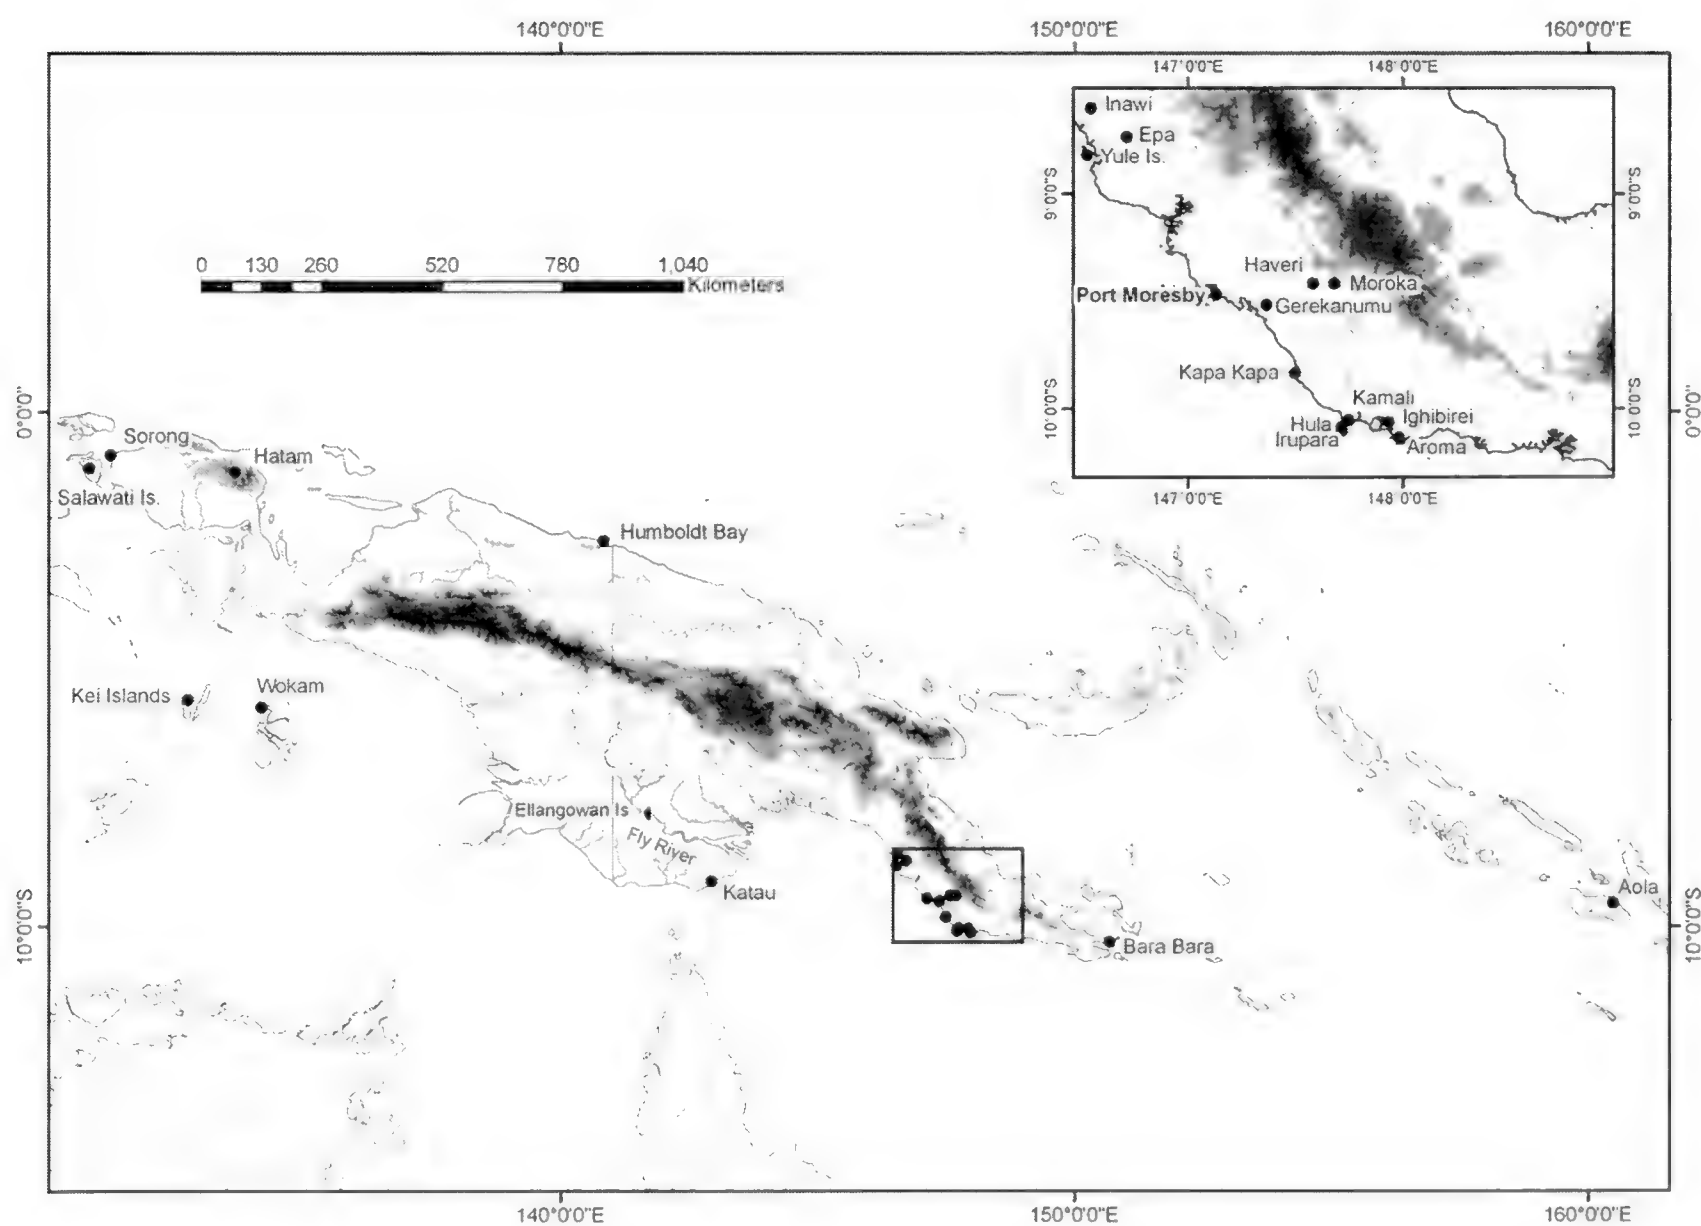 140°0'0"E 150°0'0"E 160°0'0"E
147°0'0"E 148°0'0"E
Inawi
Epa
Yule Is.
9°0'0"S 9°0'0"S
0 130 260 520 780 1,040
Kilometers
Haveri
Moroka
Port Moresby
Gerekanumu
Kapa Kapa
Kamali
Ighibirei
Hula
Irupara
Aroma
10°0'0"S 10°0'0"S
147°0'0"E 148°0'0"E
0°0'0" 0°0'0"
Sorong
Hatam
Salawati Is.
Humboldt Bay
Kei Islands
Wokam
Ellangowan Is
Fly River
Katau
Aola
Bara Bara
10°0'0"S 10°0'0"S
140°0'0"E 150°0'0"E 160°0'0"E